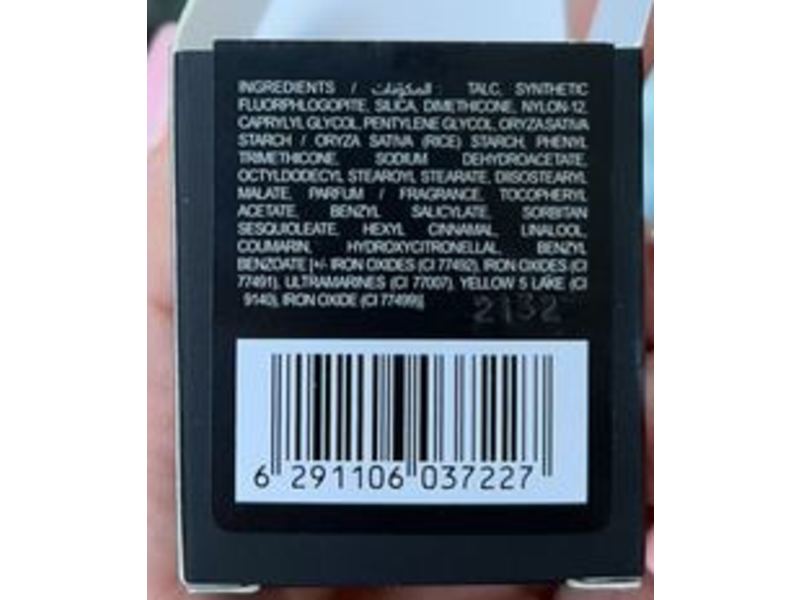 INGREDIENTS / المكونات : TALC, SYNTHETIC
FLUORPHLOGOPITE, SILICA, DIMETHICONE, NYLON-12,
CAPRYLYL GLYCOL, PENTYLENE GLYCOL, ORYZA SATIVA
STARCH / ORYZA SATIVA (RICE) STARCH, PHENYL
TRIMETHICONE, SODIUM DEHYDROACETATE,
OCTYLDODECYL STEAROYL STEARATE, DIISOSTEARYL
MALATE, PARFUM / FRAGRANCE, TOCOPHERYL
ACETATE, BENZYL SALICYLATE, SORBITAN
SESQUIOLEATE, HEXYL CINNAMAL, LINALOOL,
COUMARIN, HYDROXYCITRONELLAL, BENZYL
BENZOATE [+/- IRON OXIDES (CI 77492), IRON OXIDES (CI
77491), ULTRAMARINES (CI 77007), YELLOW 5 LAKE (CI
9140), IRON OXIDE (CI 77499)]
2132
6 291106 037227